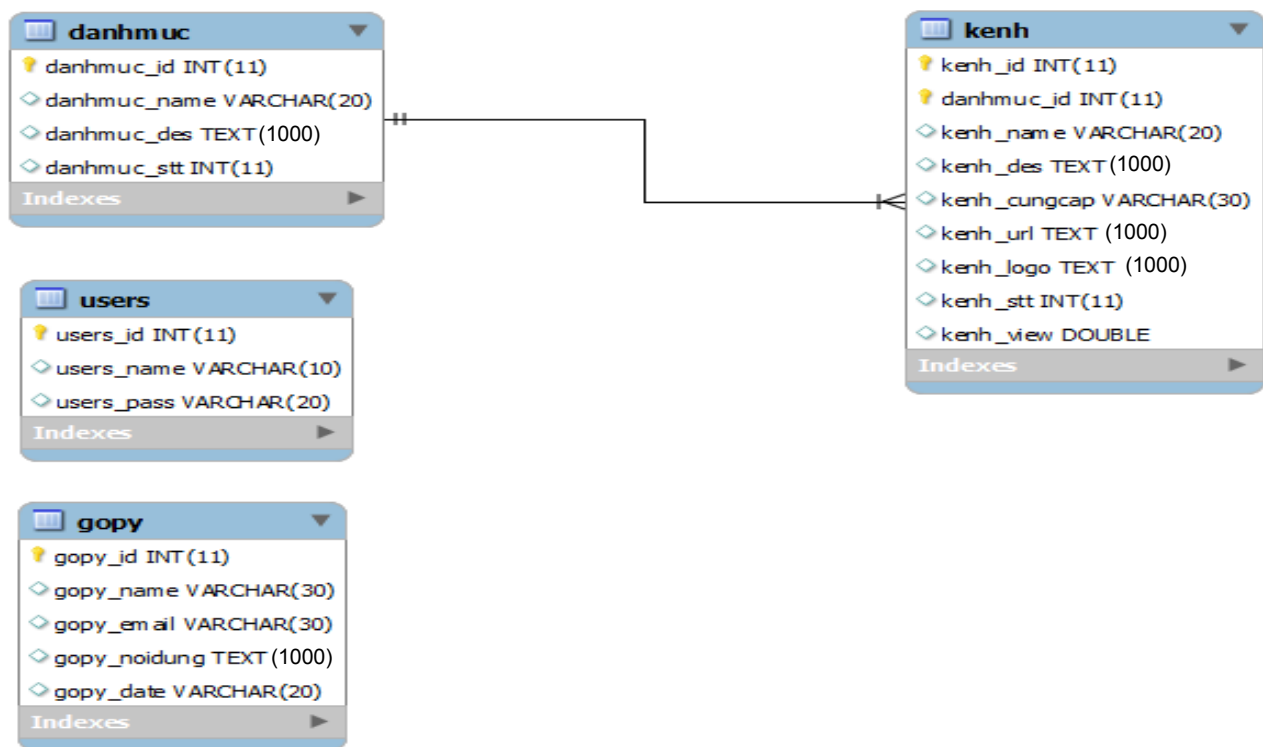 danhmuc
danhmuc_id INT(11)
danhmuc_name VARCHAR(20)
danhmuc_des TEXT(1000)
danhmuc_stt INT(11)
Indexes
kenh
kenh_id INT(11)
danhmuc_id INT(11)
kenh_name VARCHAR(20)
kenh_des TEXT(1000)
kenh_cungcap VARCHAR(30)
kenh_url TEXT (1000)
kenh_logo TEXT (1000)
kenh_stt INT(11)
kenh_view DOUBLE
Indexes
users
users_id INT(11)
users_name VARCHAR(10)
users_pass VARCHAR(20)
Indexes
gopy
gopy_id INT(11)
gopy_name VARCHAR(30)
gopy_email VARCHAR(30)
gopy_noidung TEXT(1000)
gopy_date VARCHAR(20)
Indexes